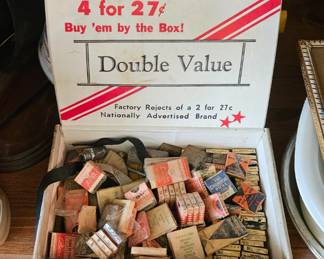 4 for 27¢
Buy 'em by the Box!
Double Value
Factory Rejects of a 2 for 27c
Nationally Advertised Brand